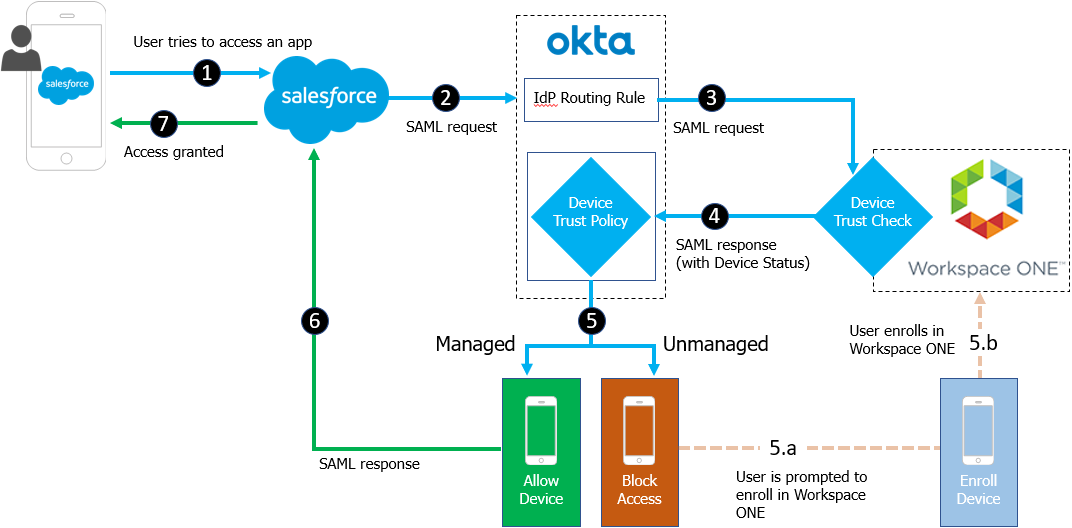 User tries to access an app
1
salesforce
salesforce
7
Access granted
2
SAML request
okta
IdP Routing Rule
3
SAML request
Device
Trust Policy
4
SAML response
(with Device Status)
Device
Trust Check
Workspace ONE™
5
6
Managed
Unmanaged
User enrolls in
Workspace ONE
5.b
SAML response
Allow
Device
Block
Access
5.a
User is prompted to
enroll in Workspace
ONE
Enroll
Device